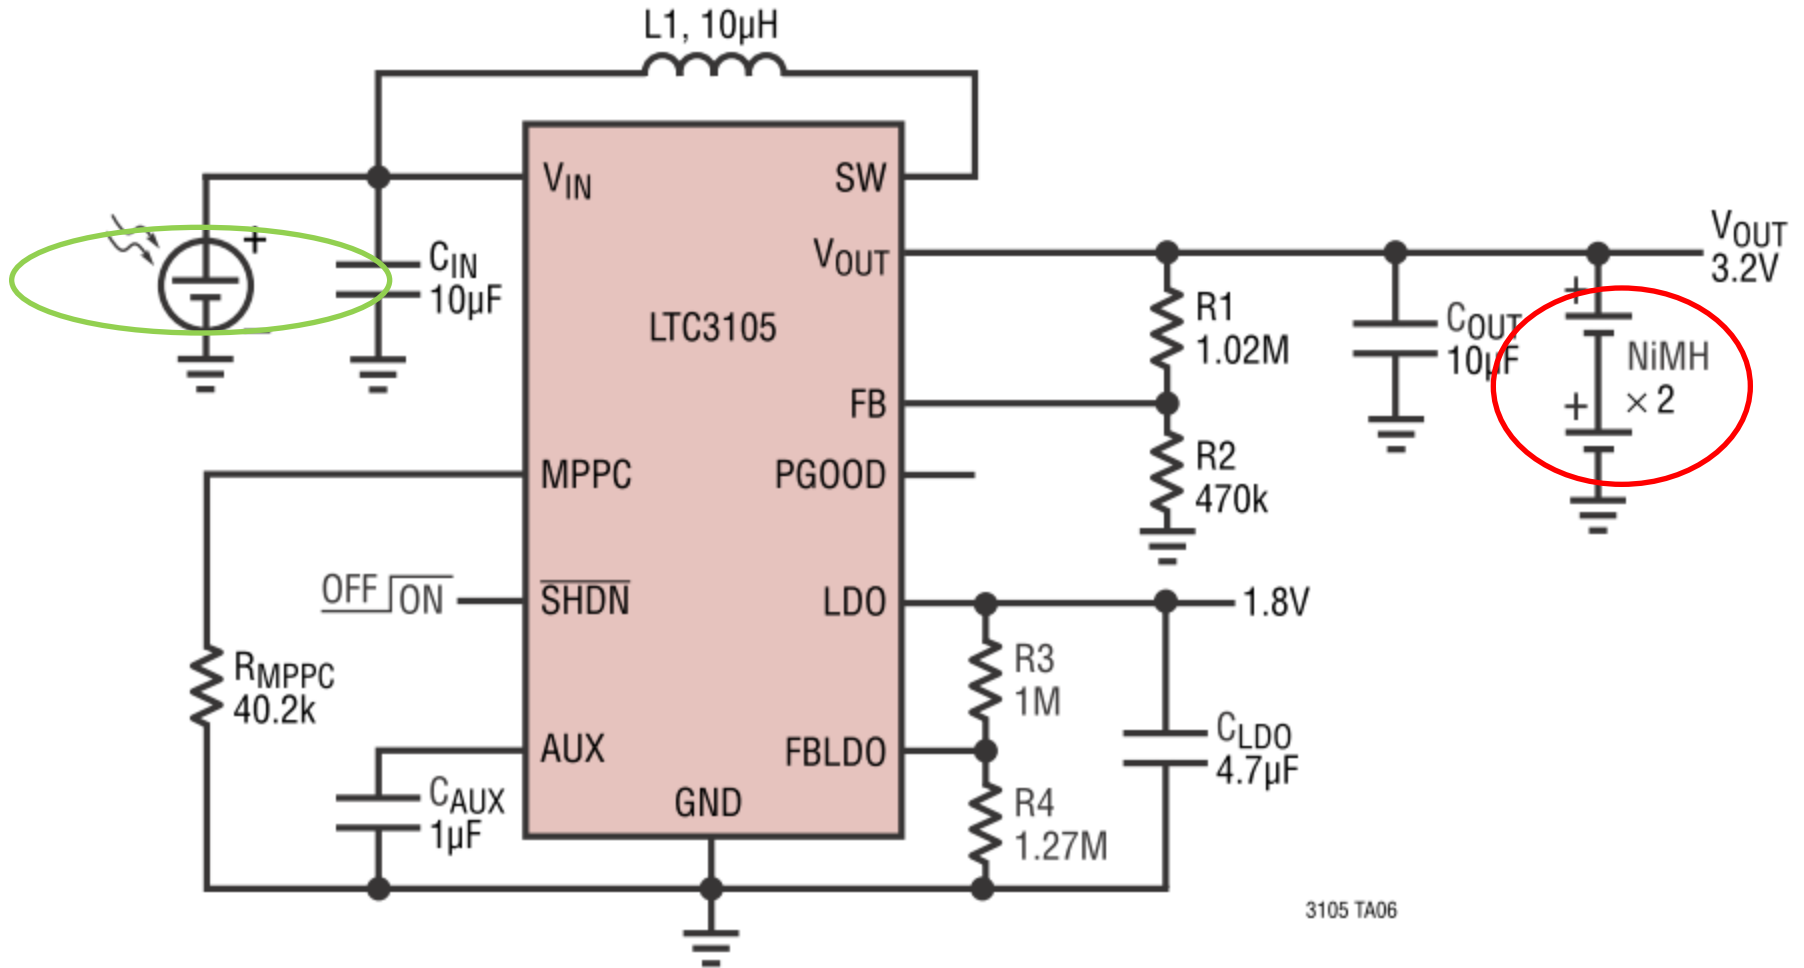 L1, 10µH
VIN
SW
+
CIN
10µF
VOUT
VOUT
3.2V
LTC3105
R1
1.02M
+
COUT
10µF
NiMH
× 2
+
FB
MPPC
PGOOD
R2
470k
OFF ON
SHDN
LDO
1.8V
RMPPC
40.2k
R3
1M
AUX
FBLDO
CLDO
4.7µF
CAUX
1µF
GND
R4
1.27M
3105 TA06